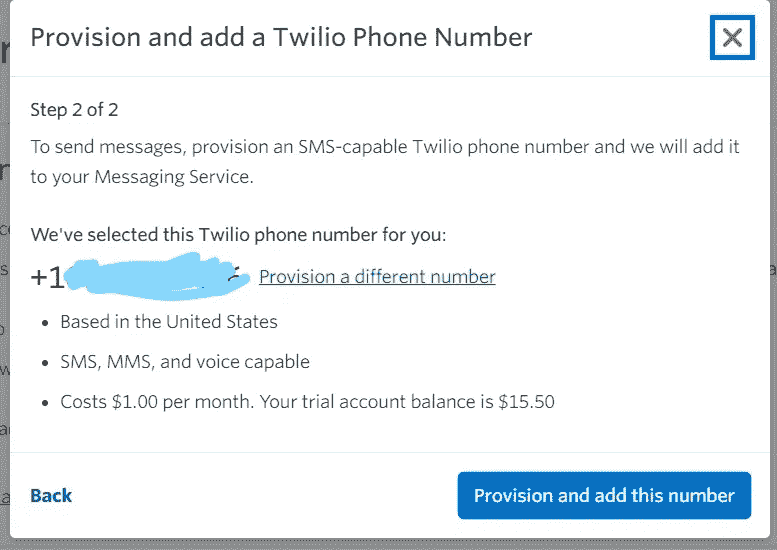 Provision and add a Twilio Phone Number
Step 2 of 2
To send messages, provision an SMS-capable Twilio phone number and we will add it
to your Messaging Service.
We've selected this Twilio phone number for you:
+1 Provision a different number
Based in the United States
SMS, MMS, and voice capable
Costs $1.00 per month. Your trial account balance is $15.50
Back
Provision and add this number